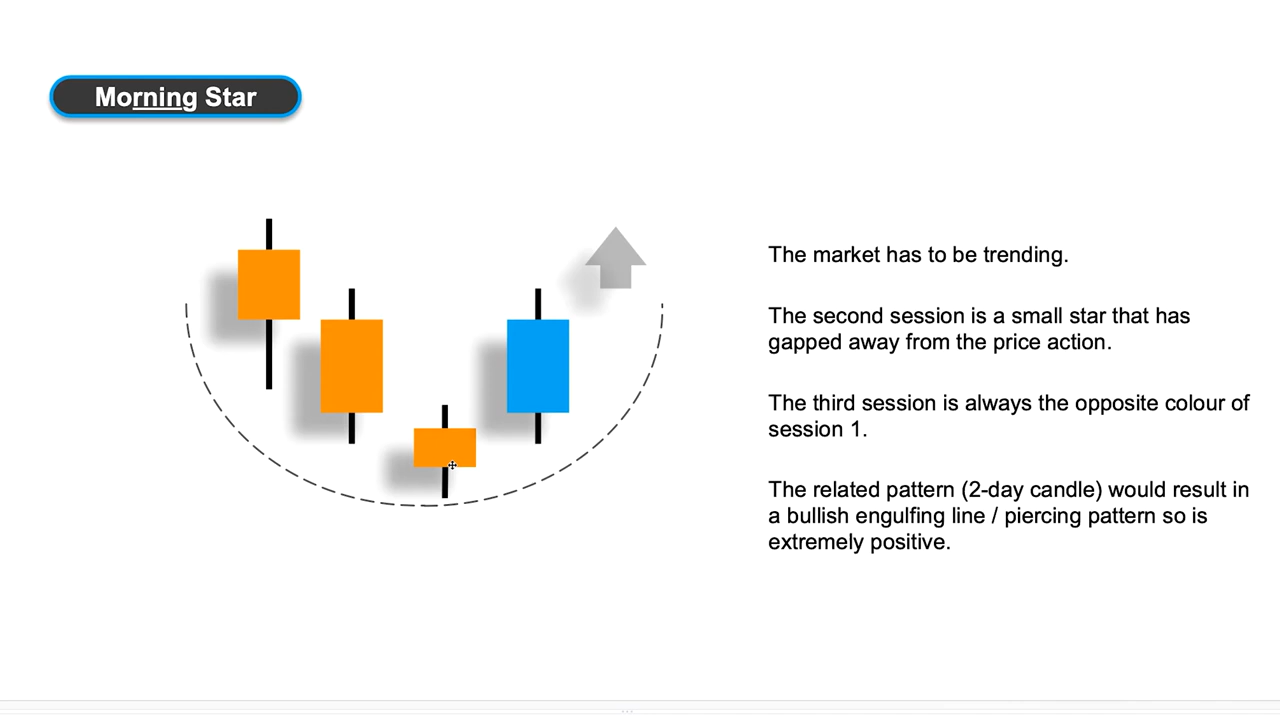 Morning Star
The market has to be trending.
The second session is a small star that has
gapped away from the price action.
The third session is always the opposite colour of
session 1.
The related pattern (2-day candle) would result in
a bullish engulfing line / piercing pattern so is
extremely positive.